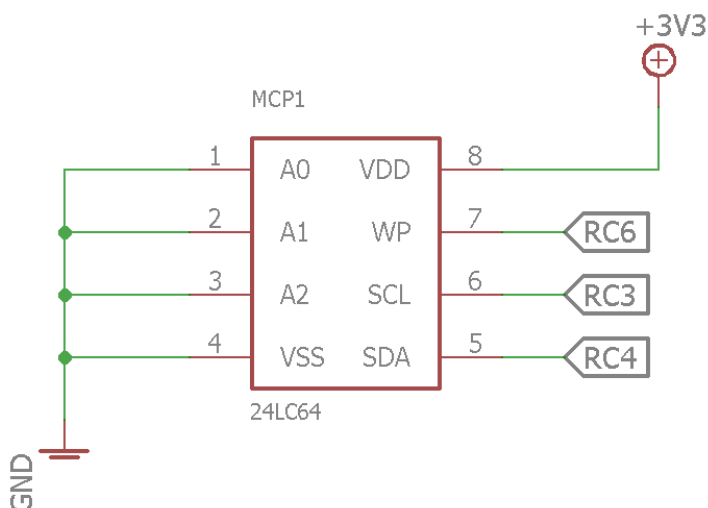 +3V3
MCP1
1 A0 VDD 8
2 A1 WP 7 RC6
3 A2 SCL 6 RC3
4 VSS SDA 5 RC4
24LC64
GND